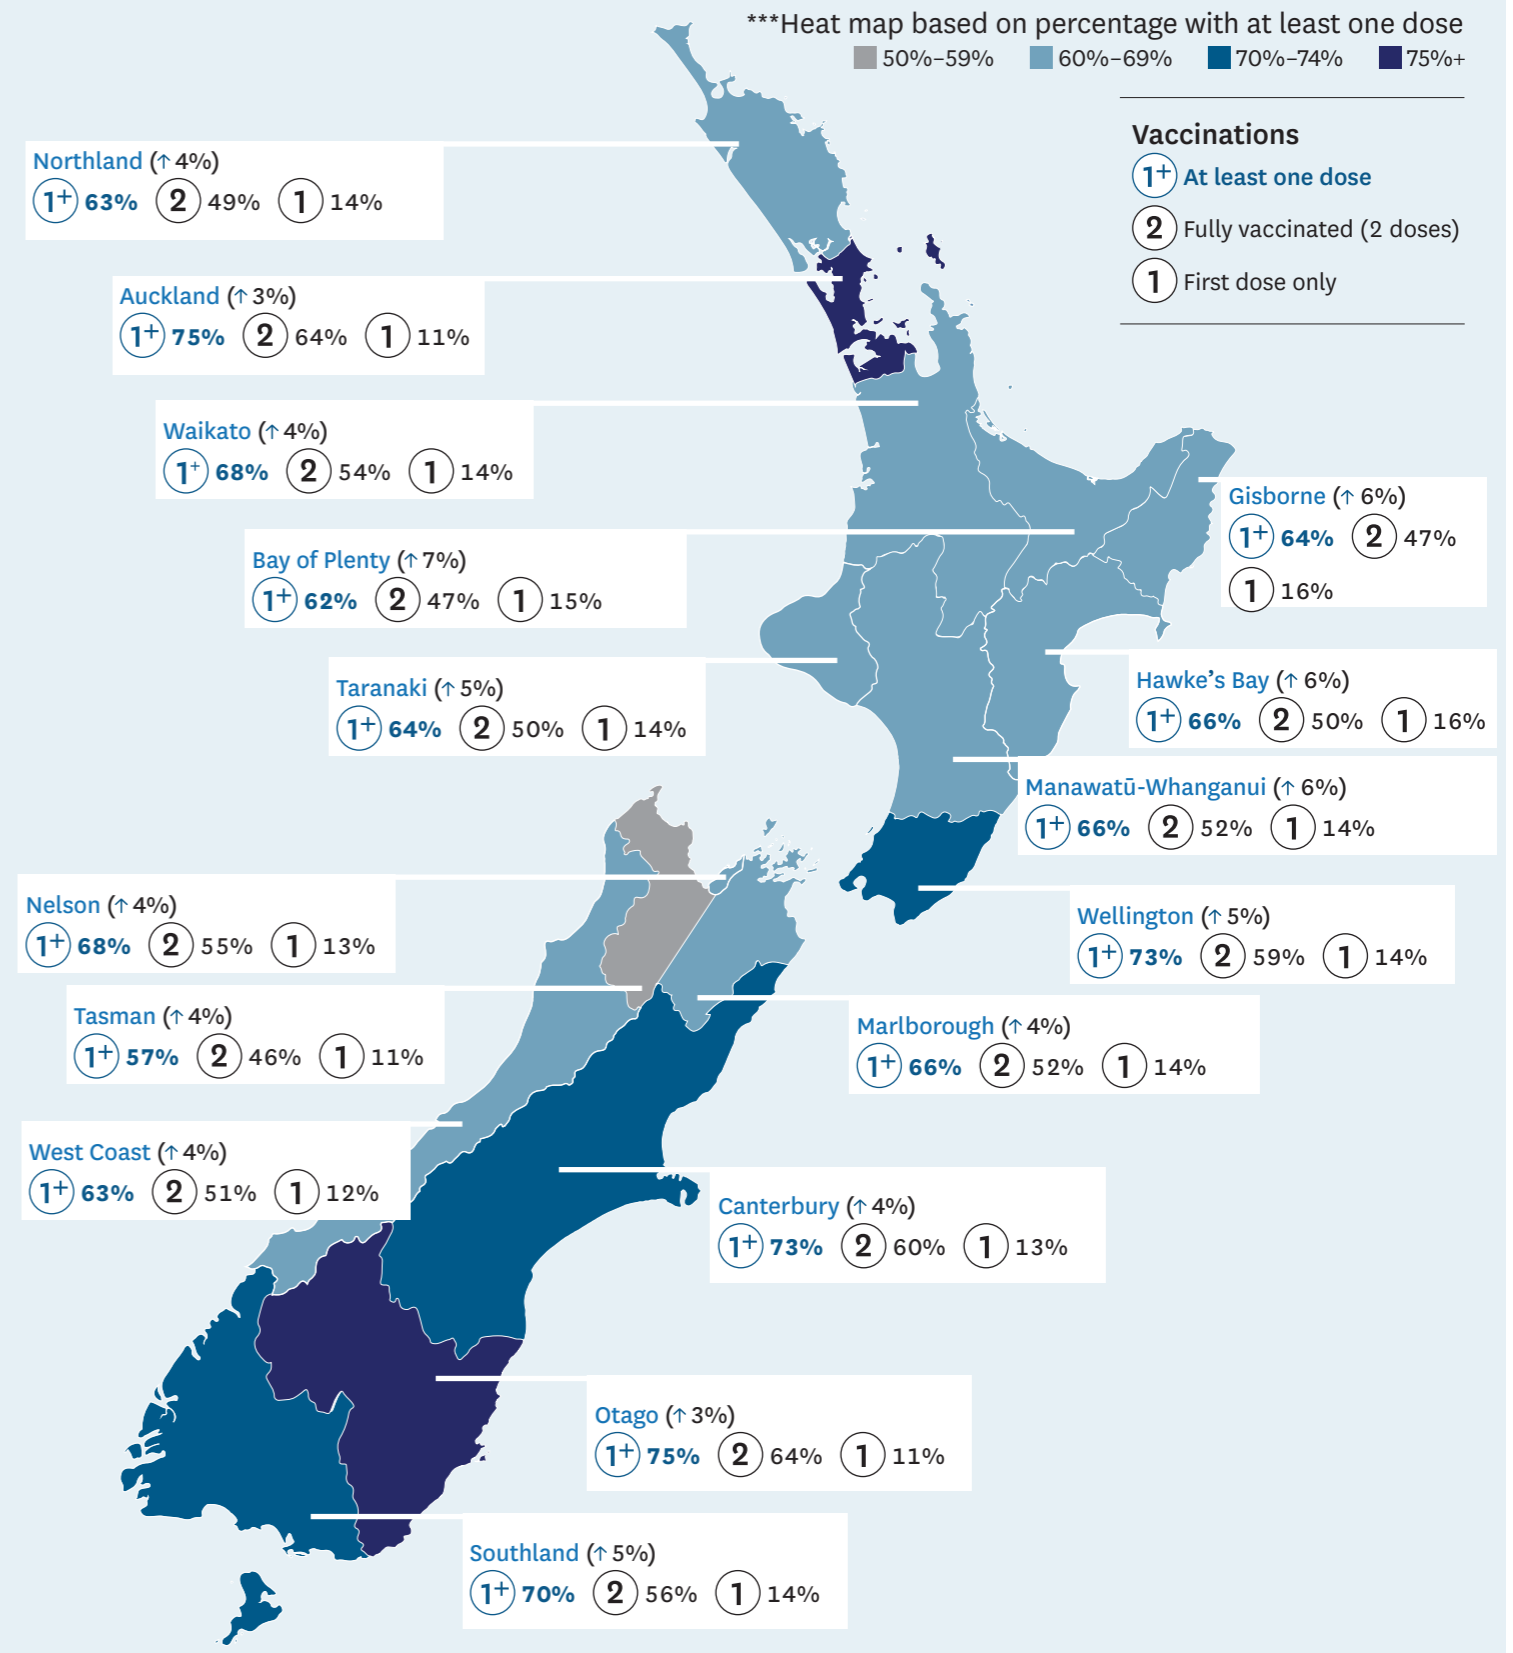 ***Heat map based on percentage with at least one dose
50%–59% 60%–69% 70%–74% 75%+
Vaccinations
1+ At least one dose
2 Fully vaccinated (2 doses)
1 First dose only
Northland (↑ 4%)
1+ 63% 2 49% 1 14%
Auckland (↑ 3%)
1+ 75% 2 64% 1 11%
Waikato (↑ 4%)
1+ 68% 2 54% 1 14%
Gisborne (↑ 6%)
1+ 64% 2 47%
1 16%
Bay of Plenty (↑ 7%)
1+ 62% 2 47% 1 15%
Taranaki (↑ 5%)
1+ 64% 2 50% 1 14%
Hawke’s Bay (↑ 6%)
1+ 66% 2 50% 1 16%
Manawatū-Whanganui (↑ 6%)
1+ 66% 2 52% 1 14%
Nelson (↑ 4%)
1+ 68% 2 55% 1 13%
Wellington (↑ 5%)
1+ 73% 2 59% 1 14%
Tasman (↑ 4%)
1+ 57% 2 46% 1 11%
Marlborough (↑ 4%)
1+ 66% 2 52% 1 14%
West Coast (↑ 4%)
1+ 63% 2 51% 1 12%
Canterbury (↑ 4%)
1+ 73% 2 60% 1 13%
Otago (↑ 3%)
1+ 75% 2 64% 1 11%
Southland (↑ 5%)
1+ 70% 2 56% 1 14%